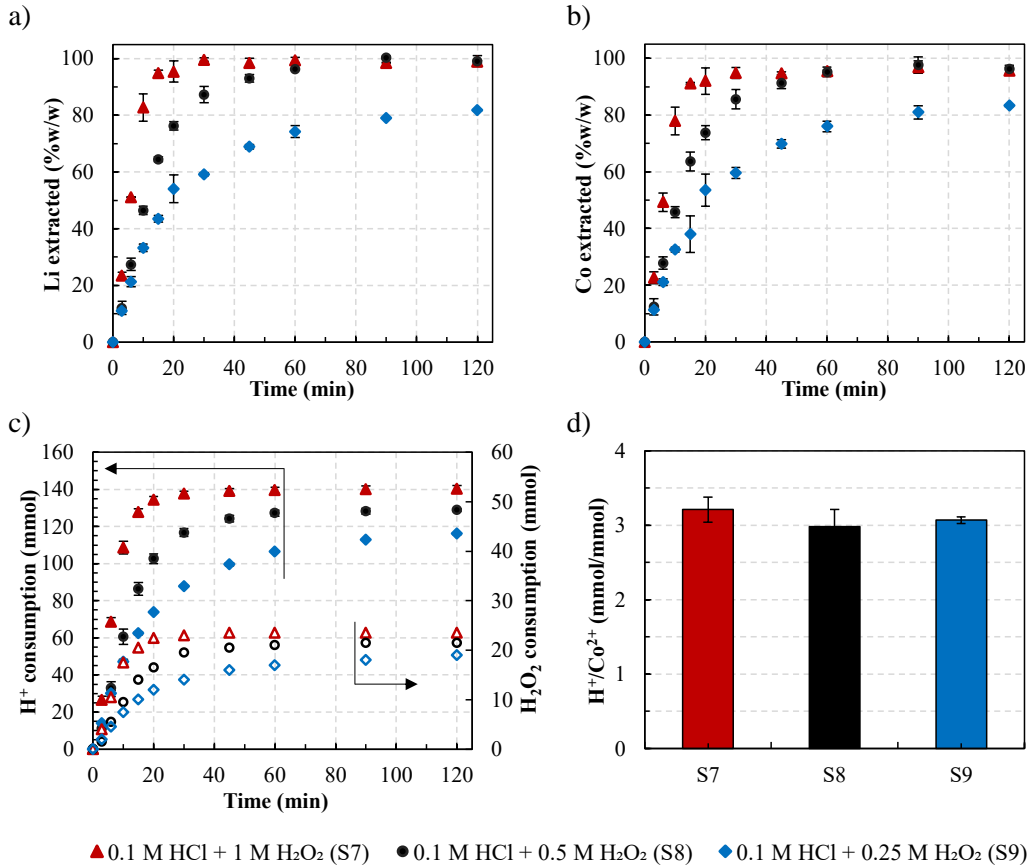 a)
b)
100
80
60
40
20
0
Li extracted (%w/w)
0 20 40 60 80 100 120
Time (min)
100
80
60
40
20
0
Co extracted (%w/w)
0 20 40 60 80 100 120
Time (min)
c)
d)
160
140
120
100
80
60
40
20
0
H⁺ consumption (mmol)
60
50
40
30
20
10
0
H₂O₂ consumption (mmol)
0 20 40 60 80 100 120
Time (min)
4
3
2
1
0
H⁺/Co²⁺ (mmol/mmol)
S7 S8 S9
0.1 M HCl + 1 M H₂O₂ (S7) 0.1 M HCl + 0.5 M H₂O₂ (S8) 0.1 M HCl + 0.25 M H₂O₂ (S9)